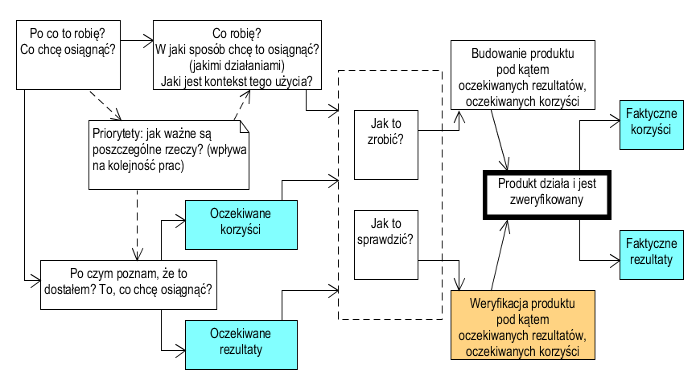 Po co to robię?
Co chcę osiągnąć?
Co robię?
W jaki sposób chcę to osiągnąć?
(jakimi działaniami)
Jaki jest kontekst tego użycia?
Priorytety: jak ważne są
poszczególne rzeczy? (wpływa
na kolejność prac)
Oczekiwane
korzyści
Po czym poznam, że to
dostałem? To, co chcę osiągnąć?
Oczekiwane
rezultaty
Jak to
zrobić?
Jak to
sprawdzić?
Budowanie produktu
pod kątem
oczekiwanych rezultatów,
oczekiwanych korzyści
Produkt działa i jest
zweryfikowany
Weryfikacja produktu
pod kątem
oczekiwanych rezultatów,
oczekiwanych korzyści
Faktyczne
korzyści
Faktyczne
rezultaty